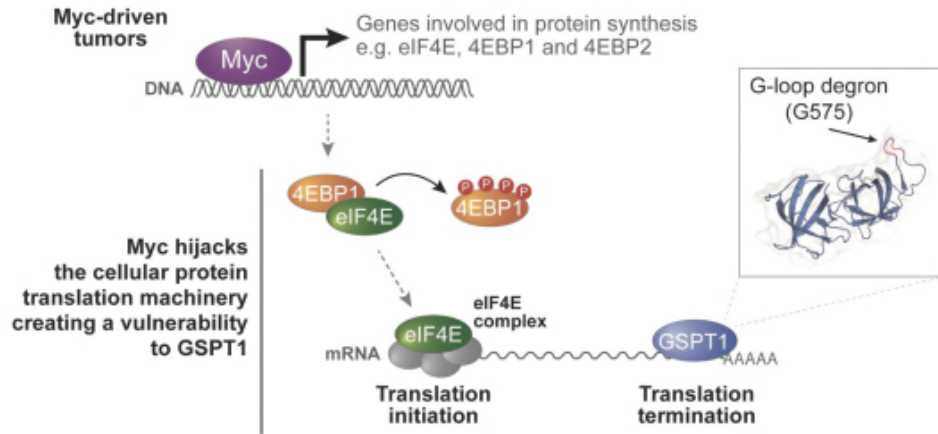 Myc-driven
tumors
Genes involved in protein synthesis
e.g. eIF4E, 4EBP1 and 4EBP2
Myc
DNA
G-loop degron
(G575)
4EBP1
eIF4E
P P P P
4EBP1
Myc hijacks
the cellular protein
translation machinery
creating a vulnerability
to GSPT1
eIF4E
complex
eIF4E
mRNA
GSPT1
AAAAA
Translation
initiation
Translation
termination